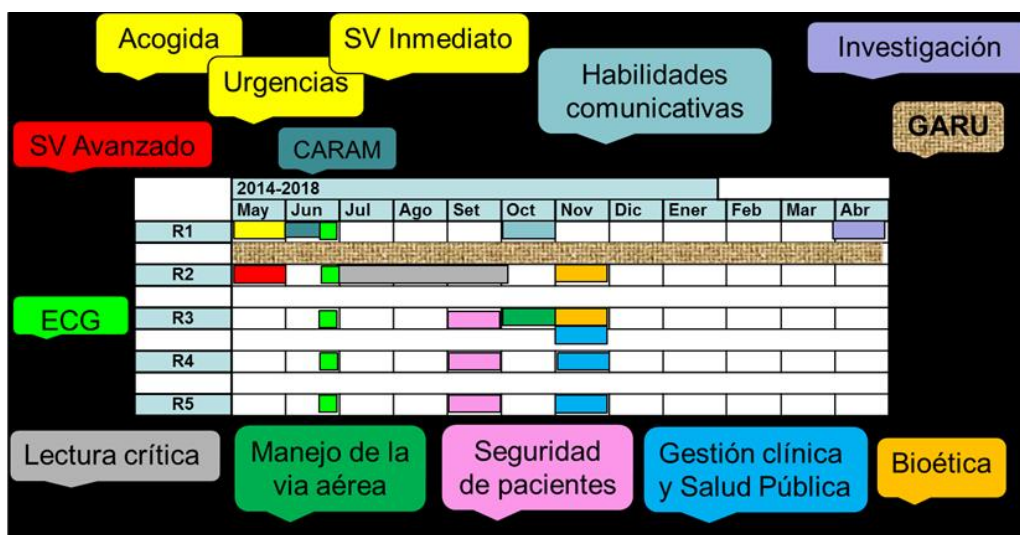 Acogida
SV Inmediato
Investigación
Urgencias
Habilidades
comunicativas
GARU
SV Avanzado
CARAM
2014-2018
May Jun Jul Ago Set Oct Nov Dic Ener Feb Mar Abr
R1
R2
ECG
R3
R4
R5
Lectura crítica
Manejo de la
via aérea
Seguridad
de pacientes
Gestión clínica
y Salud Pública
Bioética